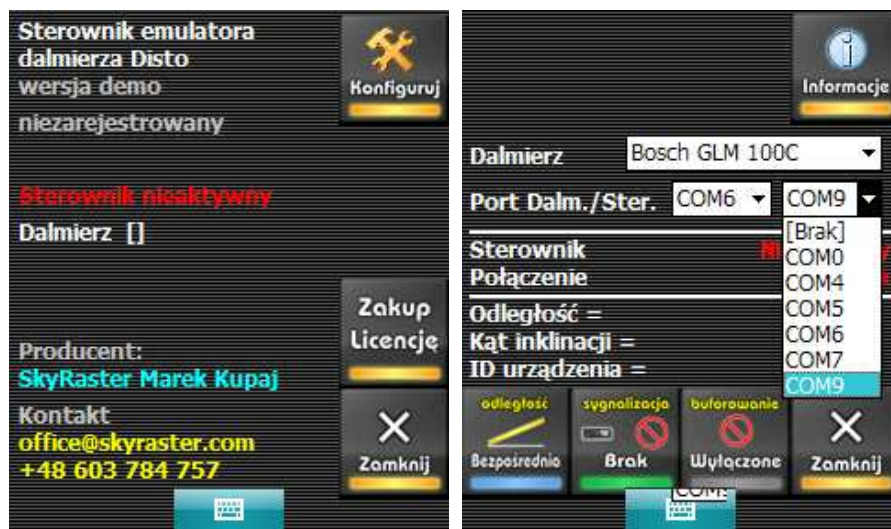 Sterownik emulatora
dalmierza Disto
wersja demo
niezarejestrowany
Konfiguruj
Sterownik nieaktywny
Dalmierz []
Zakup
Licencję
Producent:
SkyRaster Marek Kupaj
Kontakt
office@skyraster.com
+48 603 784 757
Zamknij
Informacje
Dalmierz Bosch GLM 100C
Port Dalm./Ster. COM6 COM9
[Brak]
COM0
COM4
COM5
COM6
COM7
COM9
Sterownik
Połączenie
Odległość =
Kąt inklinacji =
ID urządzenia =
odległość
Bezpośrednio
sygnalizacja
Brak
buforowanie
Wyłączone
Zamknij